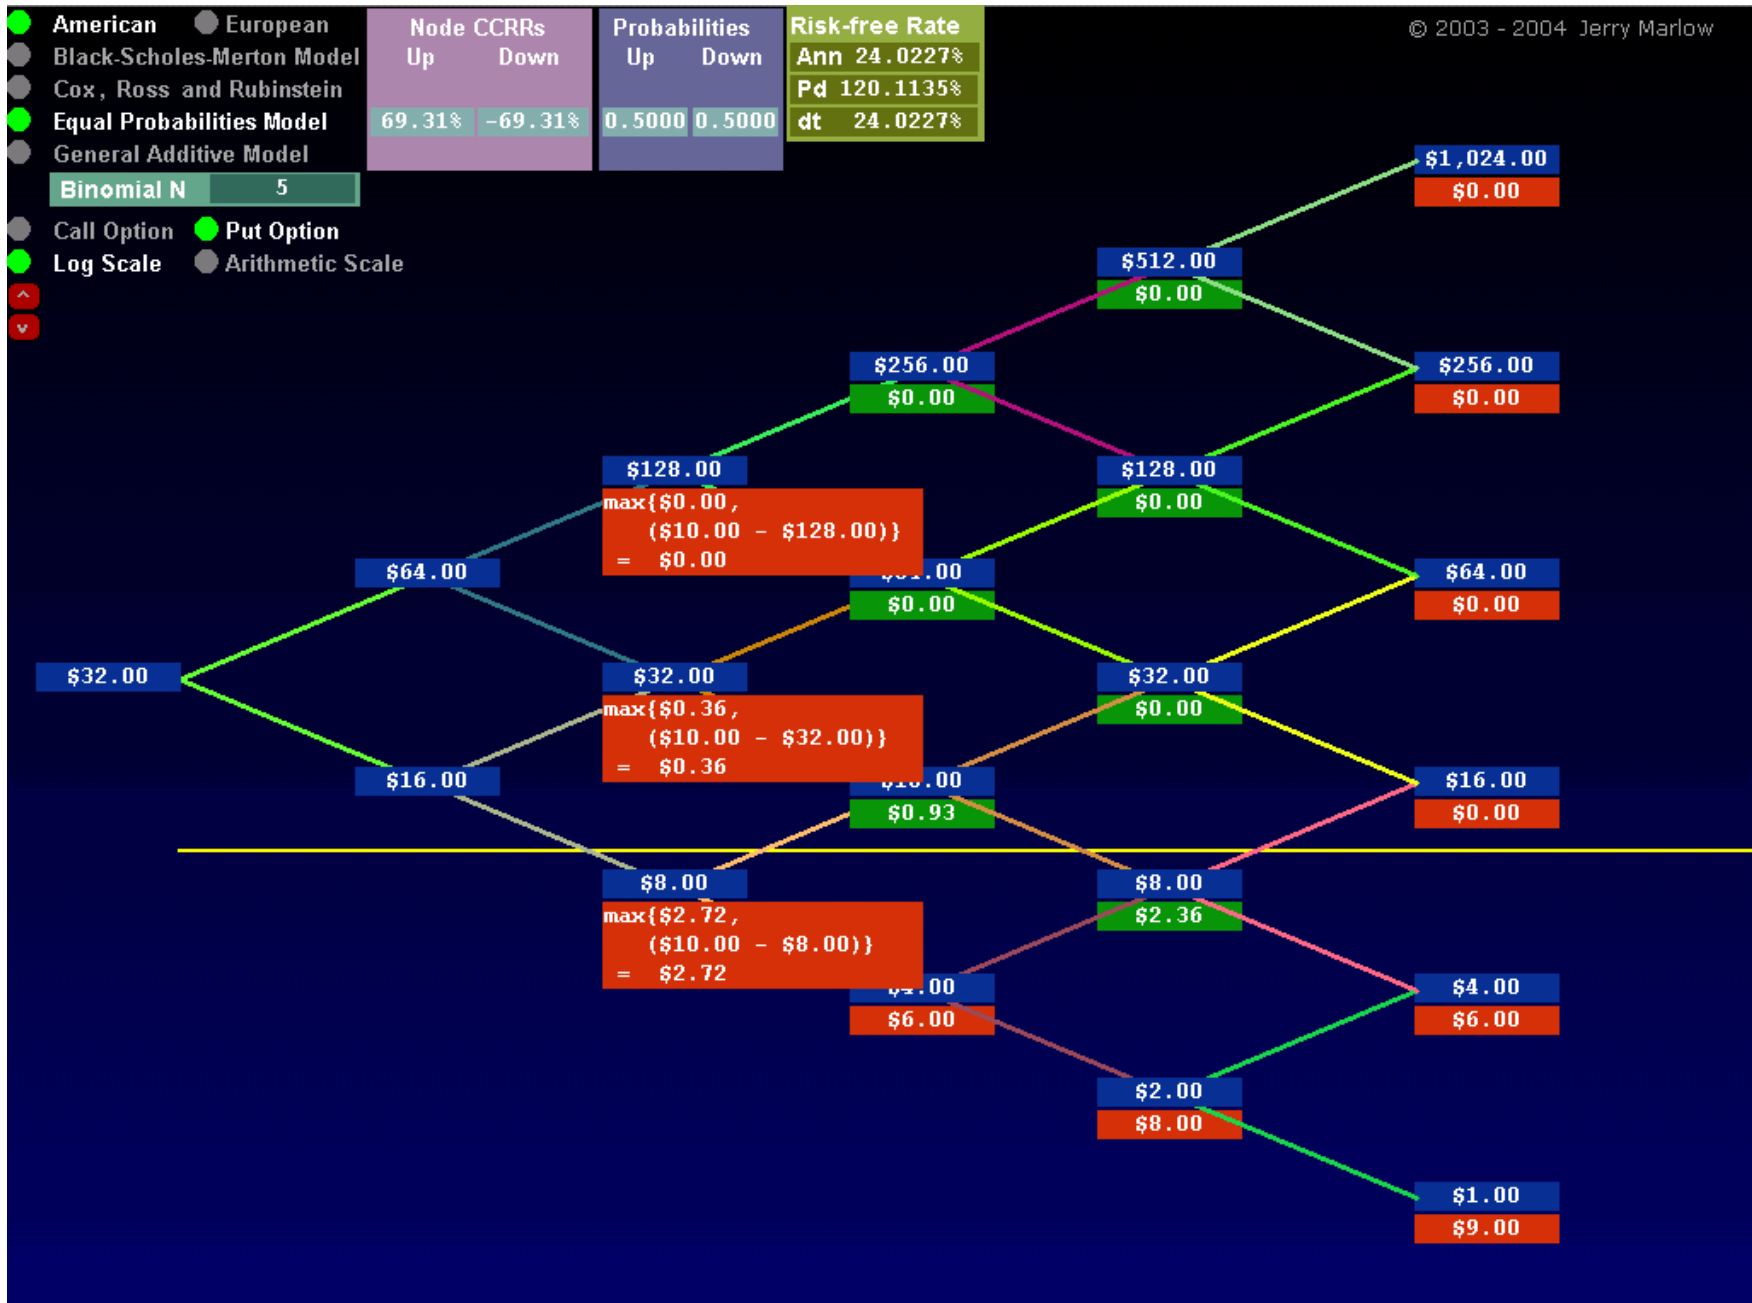 American European
Black-Scholes-Merton Model
Cox, Ross and Rubinstein
Equal Probabilities Model
General Additive Model
Binomial N 5
Call Option Put Option
Log Scale Arithmetic Scale
Node CCRRs
Up Down
69.31% -69.31%
Probabilities
Up Down
0.5000 0.5000
Risk-free Rate
Ann 24.0227%
Pd 120.1135%
dt 24.0227%
© 2003 - 2004 Jerry Marlow
$32.00
$64.00
$16.00
$128.00
max{$0.00,
($10.00 - $128.00)}
= $0.00
$32.00
max{$0.36,
($10.00 - $32.00)}
= $0.36
$8.00
max{$2.72,
($10.00 - $8.00)}
= $2.72
$256.00
$0.00
$0.00
$0.93
$4.00
$6.00
$512.00
$0.00
$128.00
$0.00
$32.00
$0.00
$8.00
$2.36
$2.00
$8.00
$1,024.00
$0.00
$256.00
$0.00
$64.00
$0.00
$16.00
$0.00
$4.00
$6.00
$1.00
$9.00